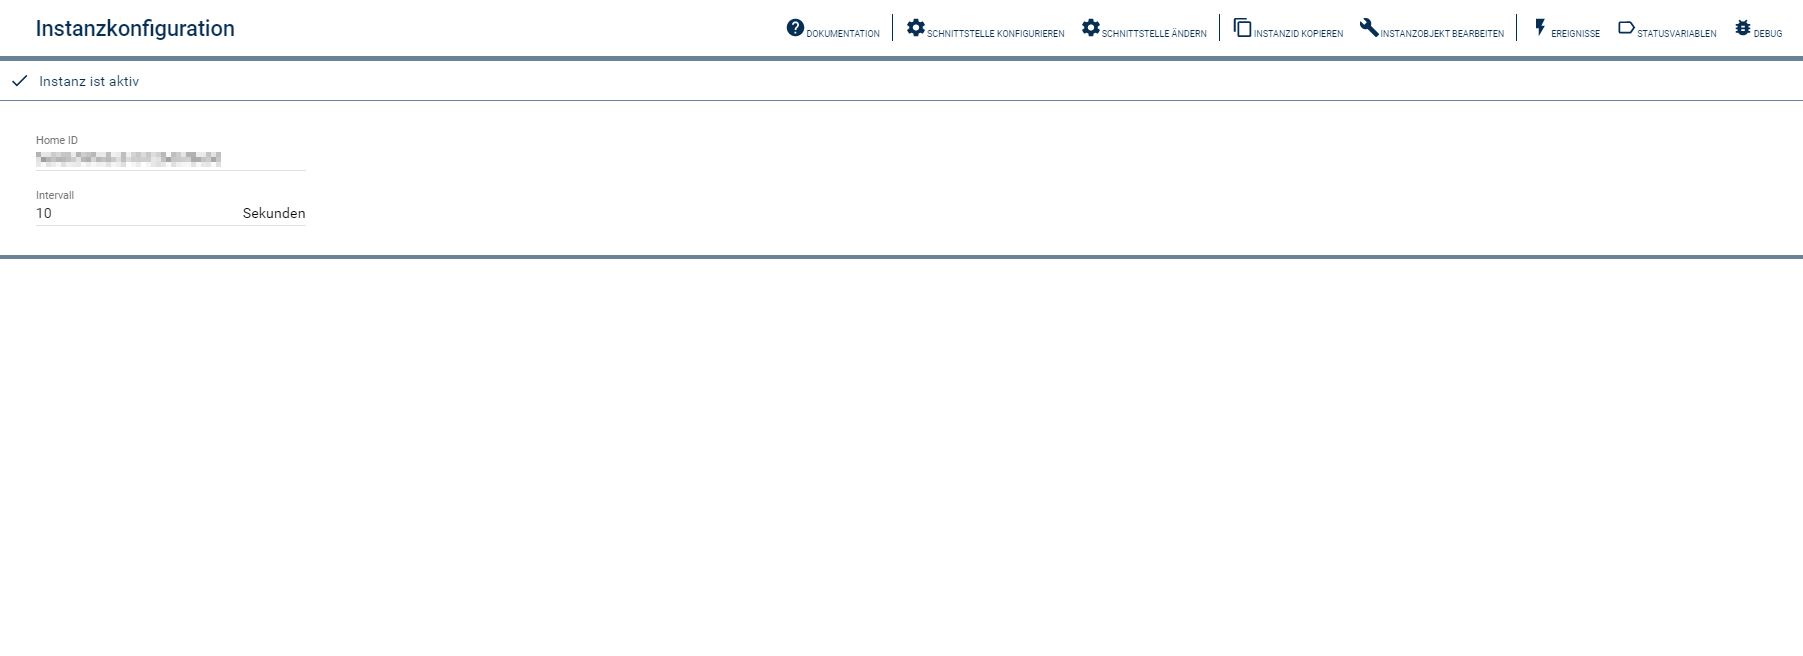 Instanzkonfiguration
DOKUMENTATION SCHNITTSTELLE KONFIGURIEREN SCHNITTSTELLE ÄNDERN INSTANZID KOPIEREN INSTANZOBJEKT BEARBEITEN EREIGNISSE STATUSVARIABLEN DEBUG
Instanz ist aktiv
Home ID
Intervall
10 Sekunden